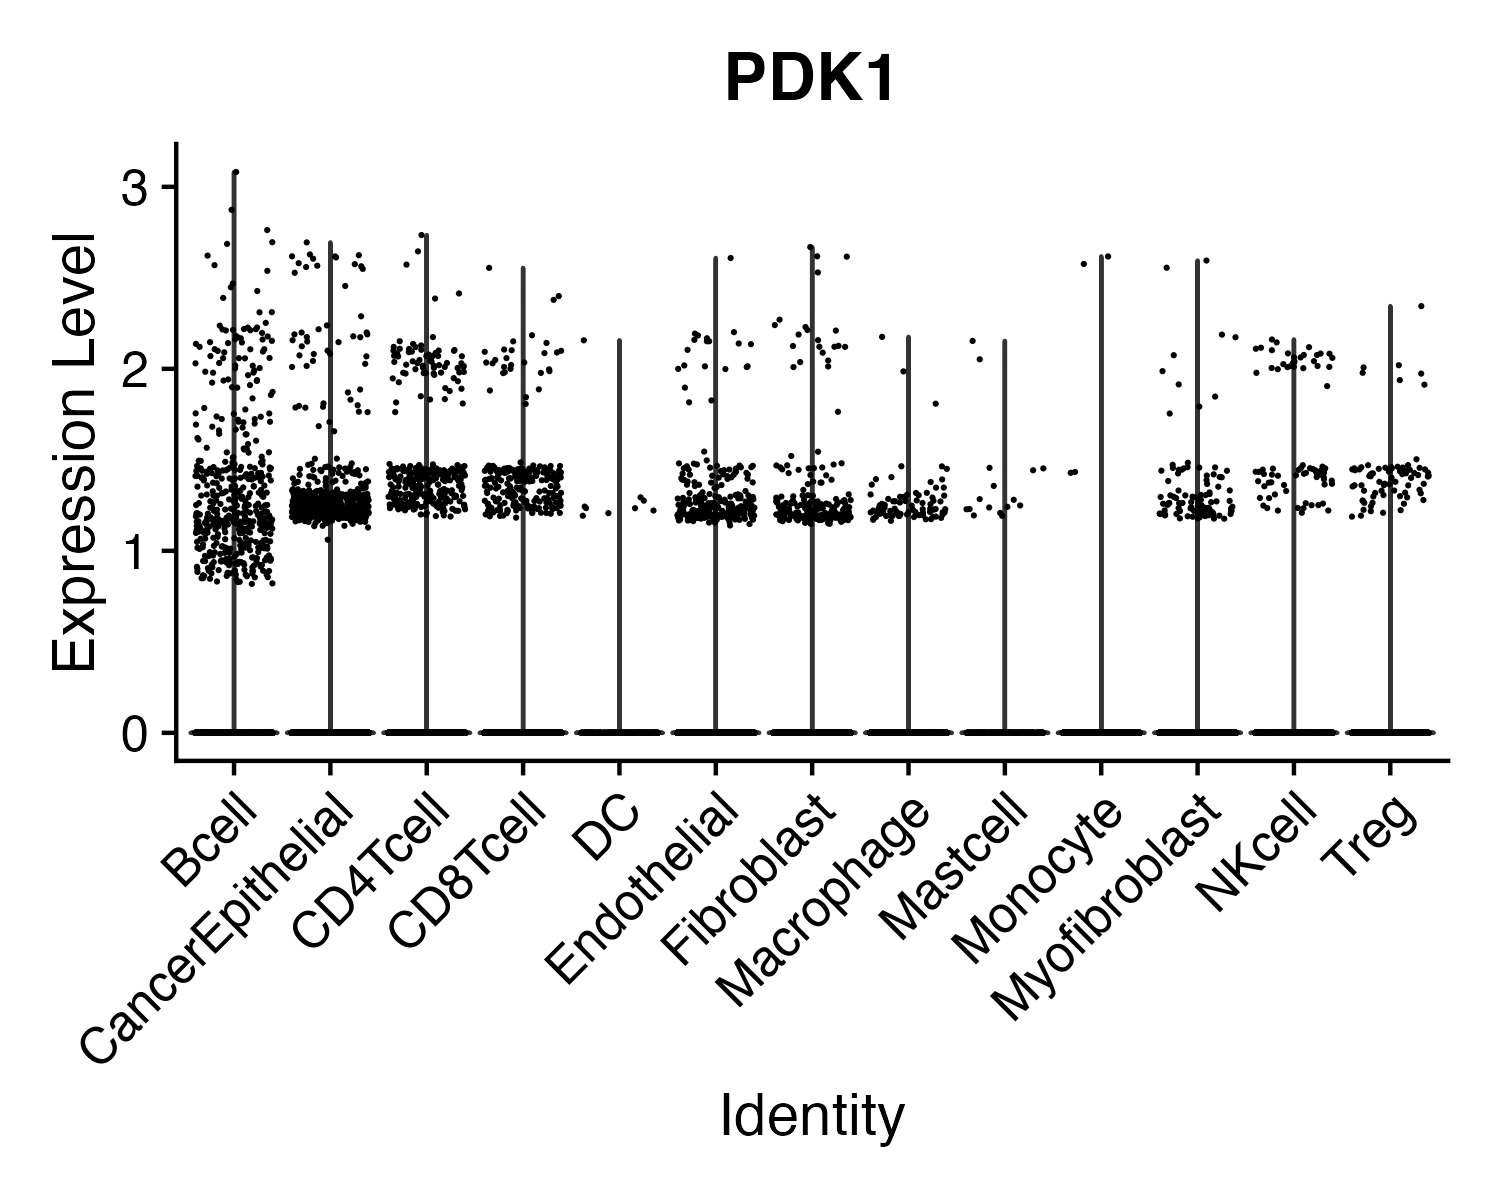 PDK1
Expression Level
3
2
1
0
Bcell
CancerEpithelial
CD4Tcell
CD8Tcell
DC
Endothelial
Fibroblast
Macrophage
Mastcell
Monocyte
Myofibroblast
NKcell
Treg
Identity